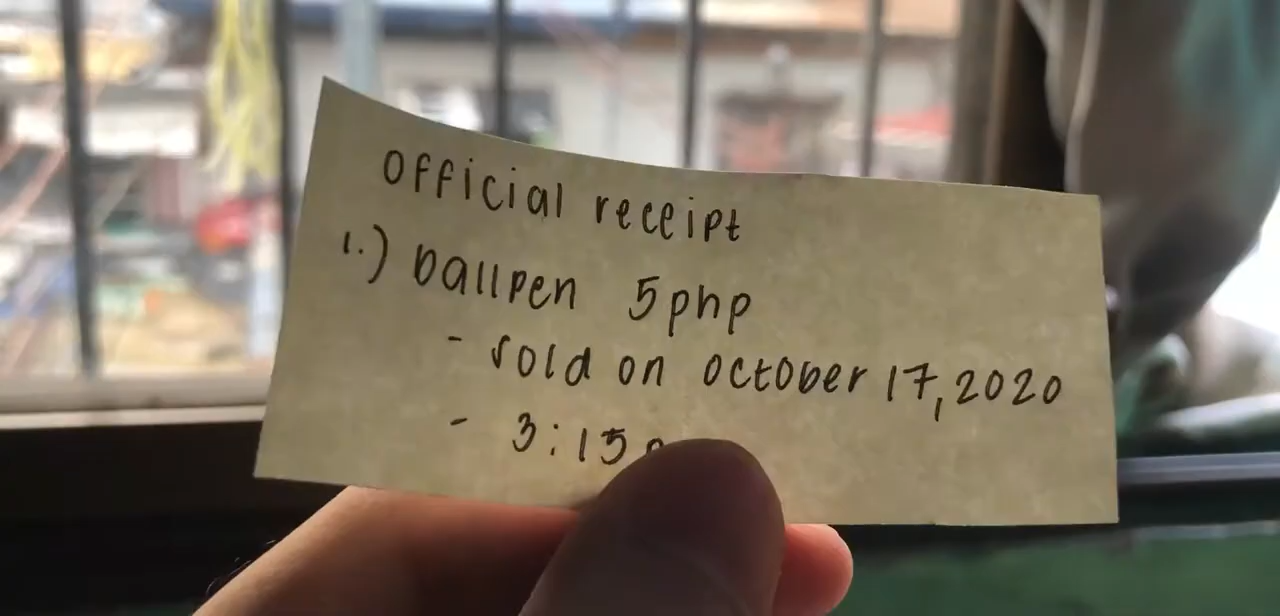 official receipt
1.) ballpen 5php
- sold on october 17, 2020
- 3:15